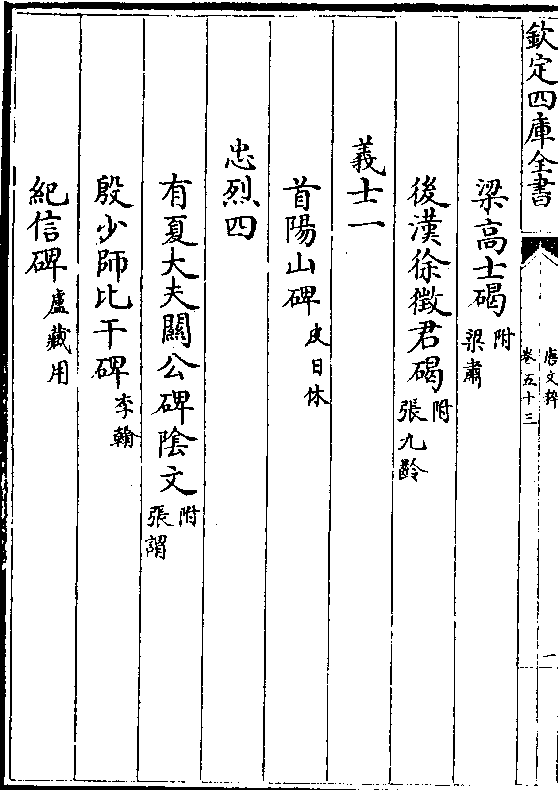 欽定四庫全書
唐文粹
卷五十三
一
梁高士碣附梁肅
後漢徐徵君碣附張九齡
義士一
首陽山碑皮日休
忠烈四
有夏大夫關公碑陰文附張謂
殷少師比干碑李翰
紀信碑盧藏用